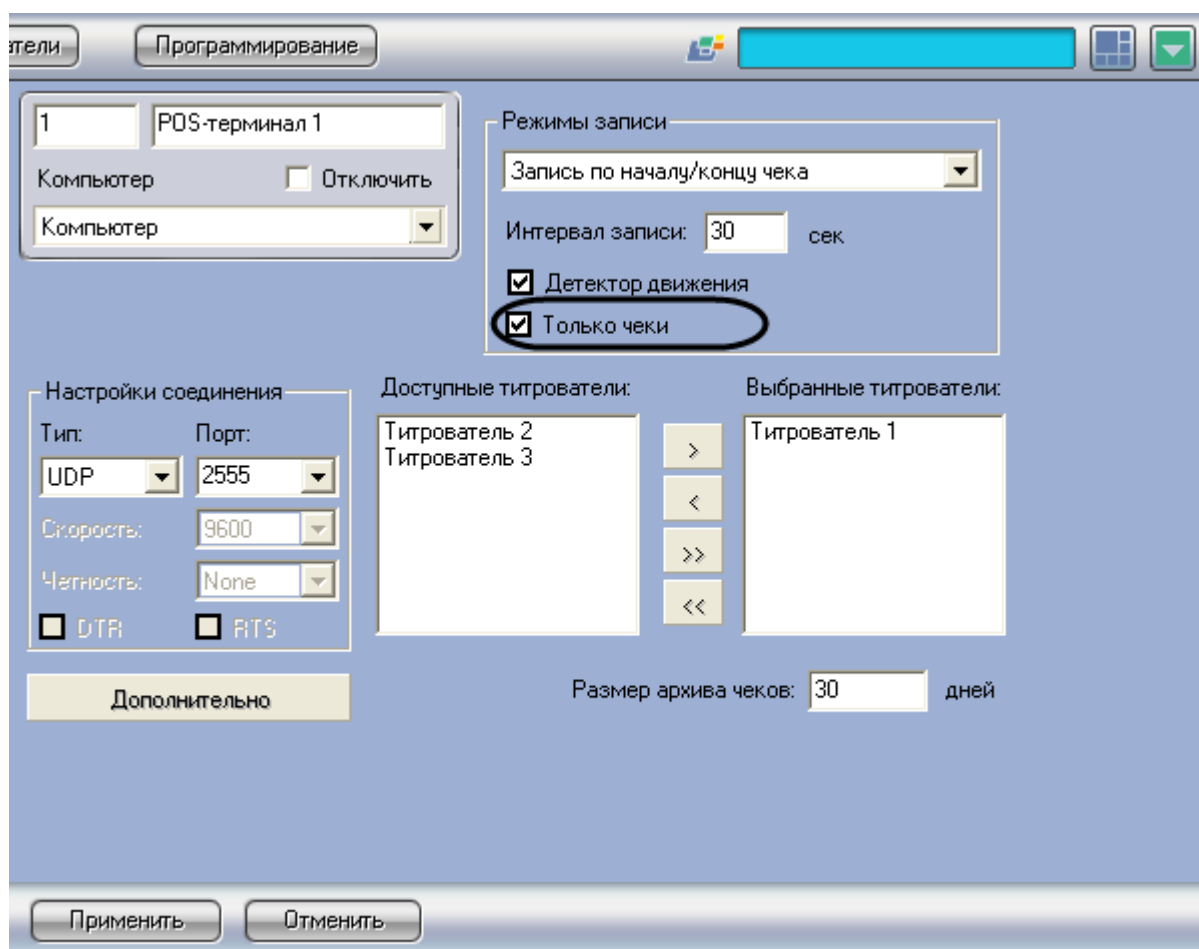 атели Программирование
1 POS-терминал 1
Компьютер Отключить
Компьютер
Режимы записи
Запись по началу/концу чека
Интервал записи: 30 сек
Детектор движения
Только чеки
Настройки соединения
Тип: Порт:
UDP 2555
Скорость: 9600
Четность: None
DTR RTS
Дополнительно
Доступные титрователи:
Титрователь 2
Титрователь 3
>
<
>>
<<
Выбранные титрователи:
Титрователь 1
Размер архива чеков: 30 дней
Применить Отменить